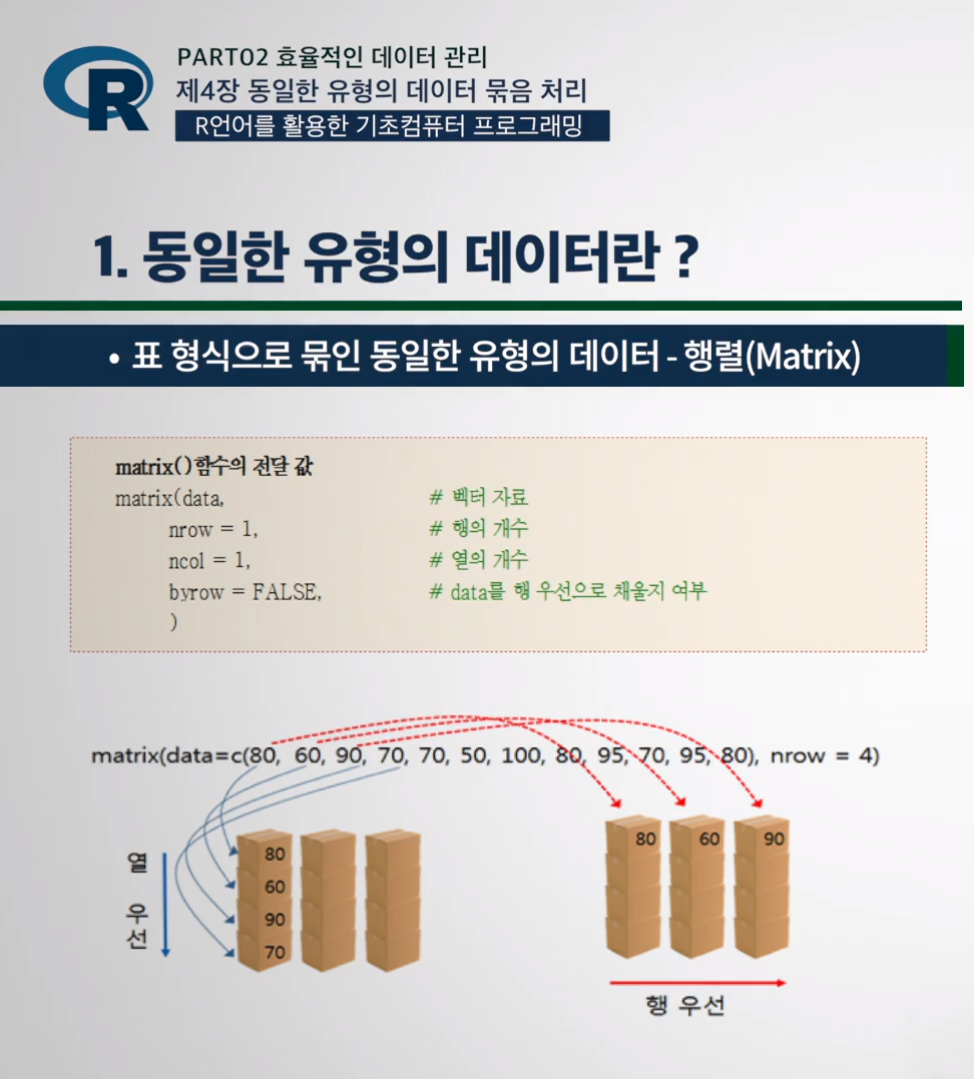 R
PART02 효율적인 데이터 관리
제4장 동일한 유형의 데이터 묶음 처리
R언어를 활용한 기초컴퓨터 프로그래밍
1. 동일한 유형의 데이터란 ?
• 표 형식으로 묶인 동일한 유형의 데이터 - 행렬(Matrix)
matrix()함수의 전달 값
matrix(data, # 벡터 자료
nrow = 1, # 행의 개수
ncol = 1, # 열의 개수
byrow = FALSE, # data를 행 우선으로 채울지 여부
)
matrix(data=c(80, 60, 90, 70, 70, 50, 100, 80, 95, 70, 95, 80), nrow = 4)
열 우선
80
60
90
70
80 60 90
행 우선